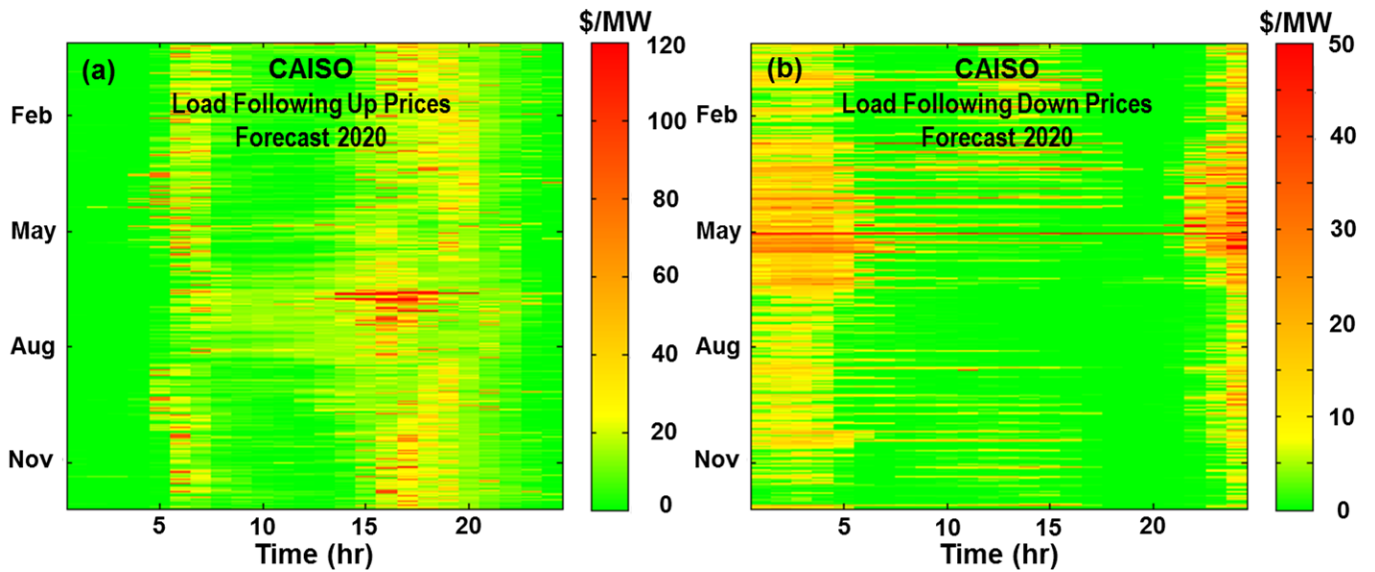 $/MW
(a)
CAISO
Load Following Up Prices
Forecast 2020
Feb
May
Aug
Nov
5
10
15
20
Time (hr)
120
100
80
60
40
20
0
$/MW
(b)
CAISO
Load Following Down Prices
Forecast 2020
Feb
May
Aug
Nov
5
10
15
20
Time (hr)
50
40
30
20
10
0